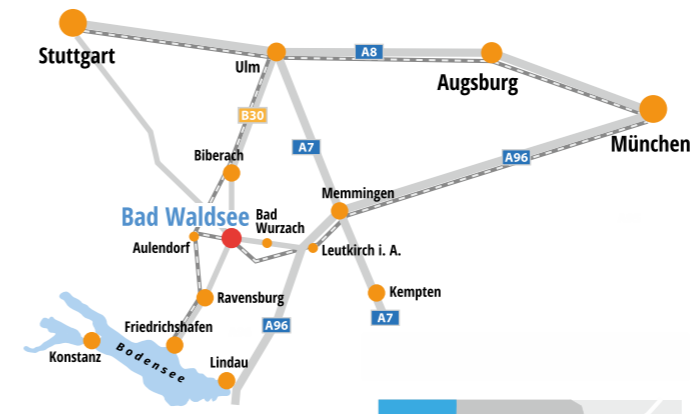 Stuttgart
Ulm
A8
Augsburg
München
B30
A7
A96
Biberach
Memmingen
Bad Waldsee
Bad
Wurzach
Aulendorf
Leutkirch i. A.
Ravensburg
Kempten
A7
A96
Friedrichshafen
Konstanz
Bodensee
Lindau